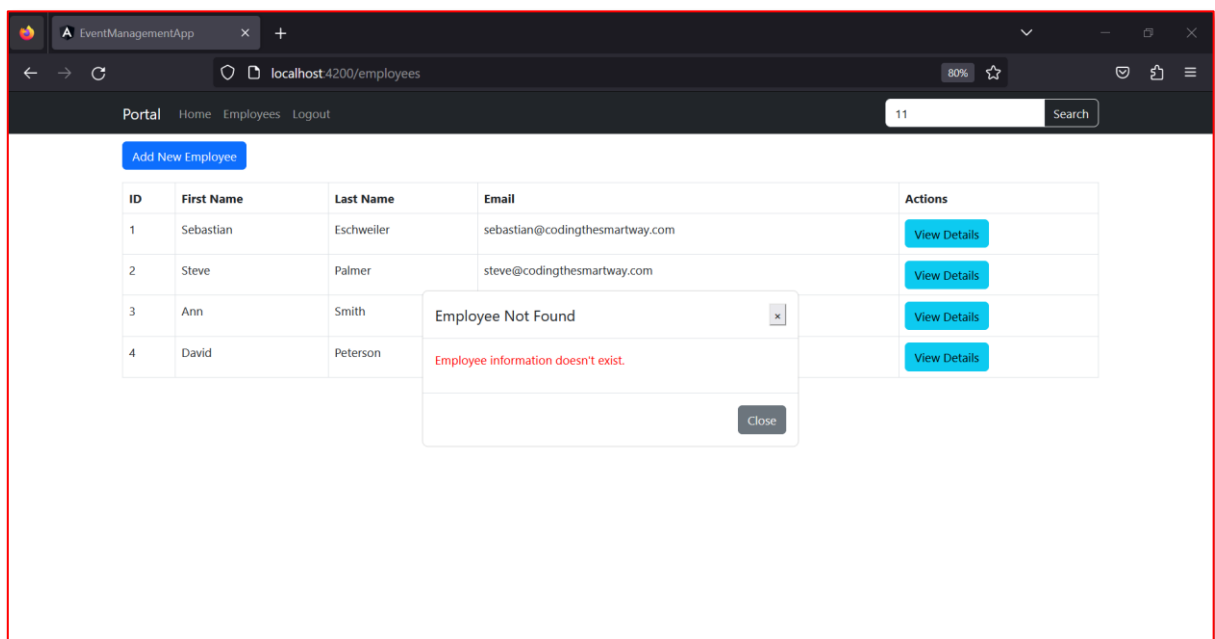 EventManagementApp
localhost:4200/employees
80%
Portal Home Employees Logout 11 Search
Add New Employee
ID First Name Last Name Email Actions
1 Sebastian Eschweiler sebastian@codingthesmartway.com View Details
2 Steve Palmer steve@codingthesmartway.com View Details
3 Ann Smith View Details
4 David Peterson View Details
Employee Not Found ×
Employee information doesn't exist.
Close